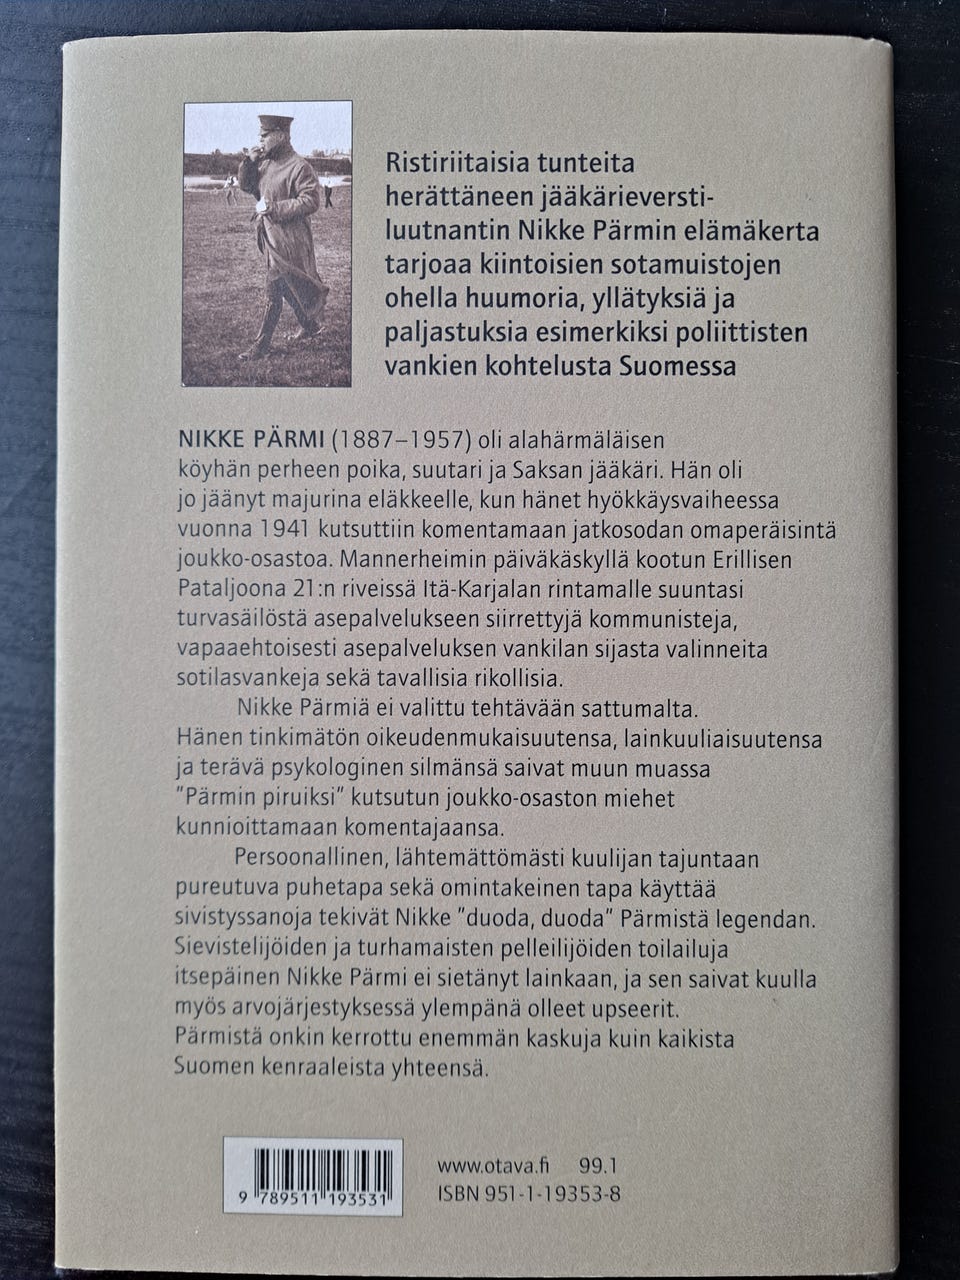 Ristiriitaisia tunteita
herättäneen jääkärieversti-
luutnantin Nikke Pärmin elämäkerta
tarjoaa kiintoisien sotamuistojen
ohella huumoria, yllätyksiä ja
paljastuksia esimerkiksi poliittisten
vankien kohtelusta Suomessa
NIKKE PÄRMI (1887–1957) oli alahärmäläisen
köyhän perheen poika, suutari ja Saksan jääkäri. Hän oli
jo jäänyt majurina eläkkeelle, kun hänet hyökkäysvaiheessa
vuonna 1941 kutsuttiin komentamaan jatkosodan omaperäisintä
joukko-osastoa. Mannerheimin päiväkäskyllä kootun Erillisen
Pataljoona 21:n riveissä Itä-Karjalan rintamalle suuntasi
turvasäilöstä asepalvelukseen siirrettyjä kommunisteja,
vapaaehtoisesti asepalveluksen vankilan sijasta valinneita
sotilasvankeja sekä tavallisia rikollisia.
Nikke Pärmiä ei valittu tehtävään sattumalta.
Hänen tinkimätön oikeudenmukaisuutensa, lainkuuliaisuutensa
ja terävä psykologinen silmänsä saivat muun muassa
”Pärmin piruiksi” kutsutun joukko-osaston miehet
kunnioittamaan komentajaansa.
Persoonallinen, lähtemättömästi kuulijan tajuntaan
pureutuva puhetapa sekä omintakeinen tapa käyttää
sivistyssanoja tekivät Nikke ”duoda, duoda” Pärmistä legendan.
Sievistelijöiden ja turhamaisten pelleilijöiden toilailuja
itsepäinen Nikke Pärmi ei sietänyt lainkaan, ja sen saivat kuulla
myös arvojärjestyksessä ylempänä olleet upseerit.
Pärmistä onkin kerrottu enemmän kaskuja kuin kaikista
Suomen kenraaleista yhteensä.
9 789511 193531
www.otava.fi 99.1
ISBN 951-1-19353-8